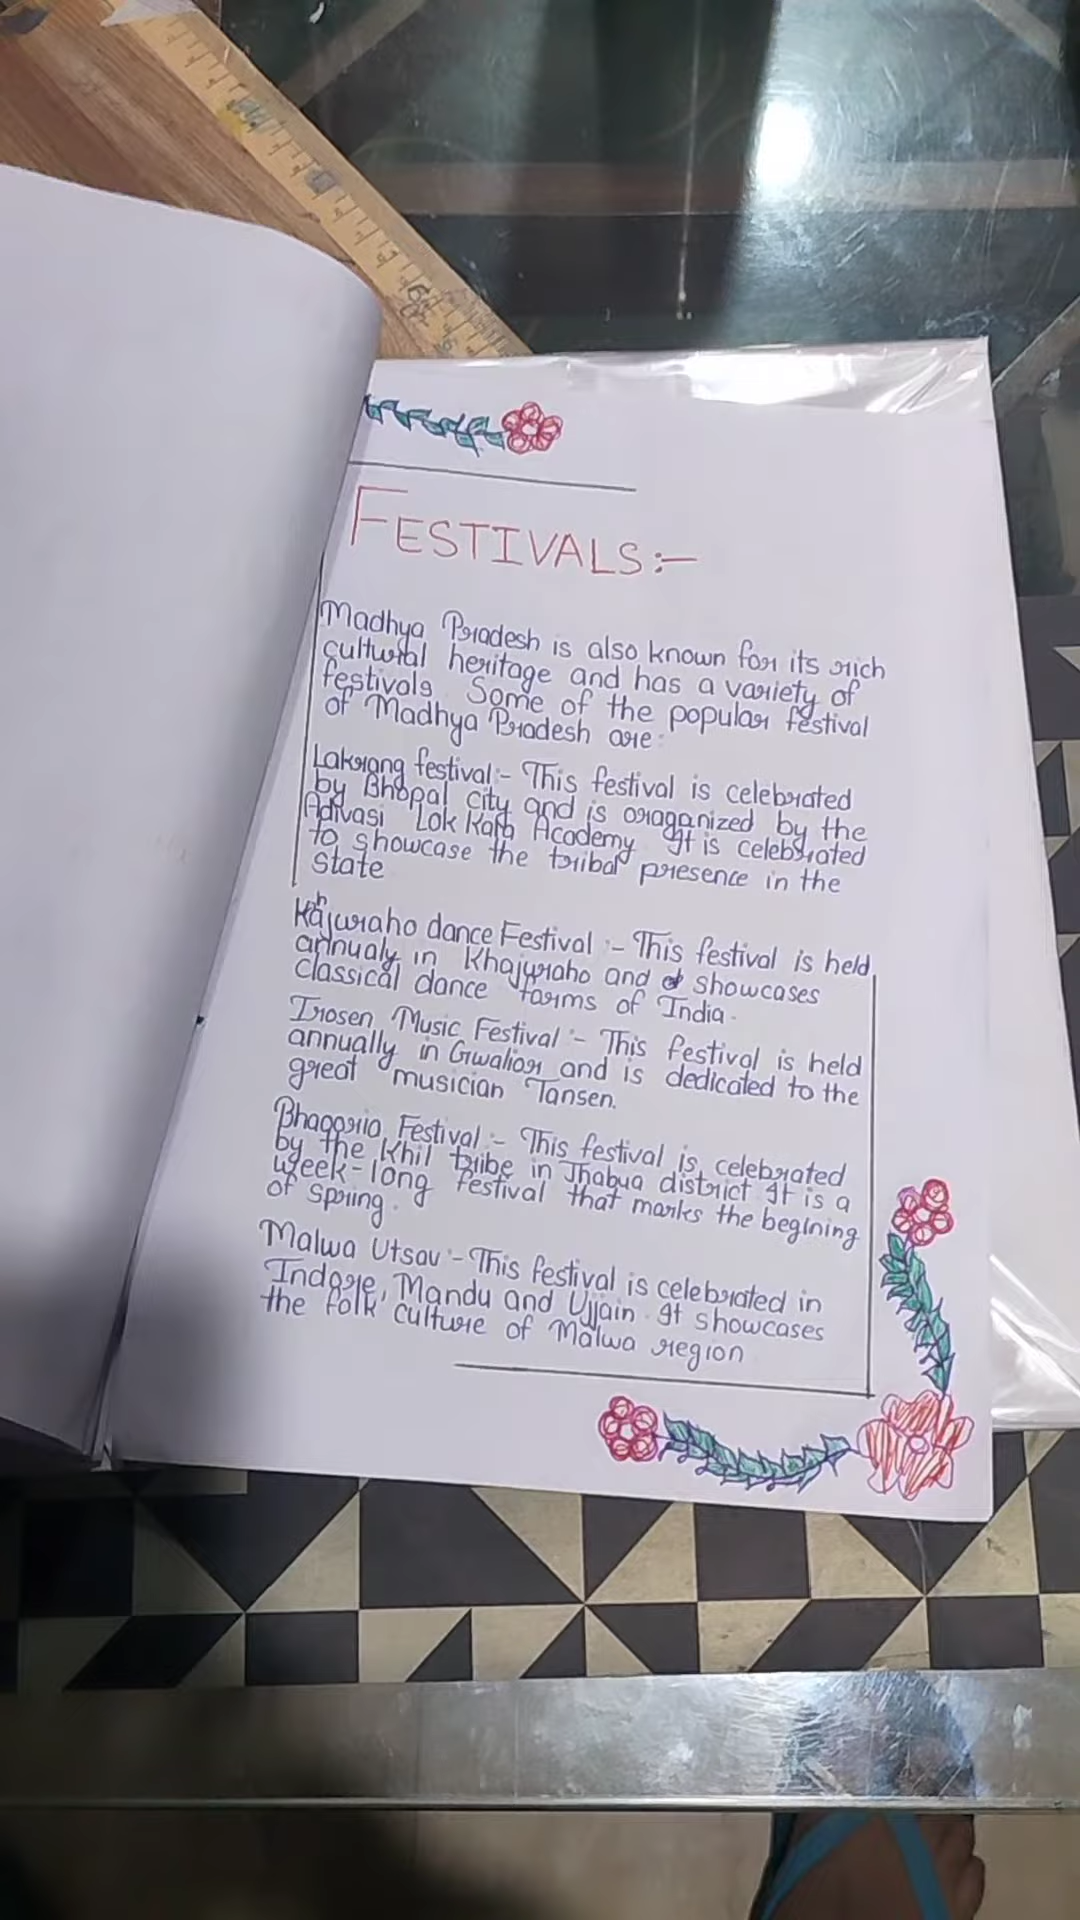 FESTIVALS:-
Madhya Pradesh is also known for its rich
cultural heritage and has a variety of
festivals. Some of the popular festival
of Madhya Pradesh are:
Lakrang festival:- This festival is celebrated
by Bhopal city and is oraganized by the
Adivasi Lok Kala Academy. It is celebrated
to showcase the tribal presence in the
state
Khajuraho dance Festival :- This festival is held
annualy in Khajuraho and showcases
classical dance forms of India.
Trosen Music Festival :- This festival is held
annually in Gwalior and is dedicated to the
great musician Tansen.
Bhagoria Festival :- This festival is celebrated
by the Khil tribe in Jhabua district. It is a
week-long festival that marks the begining
of spring.
Malwa Utsav :- This festival is celebrated in
Indore, Mandu and Ujjain. It showcases
the folk culture of Malwa region